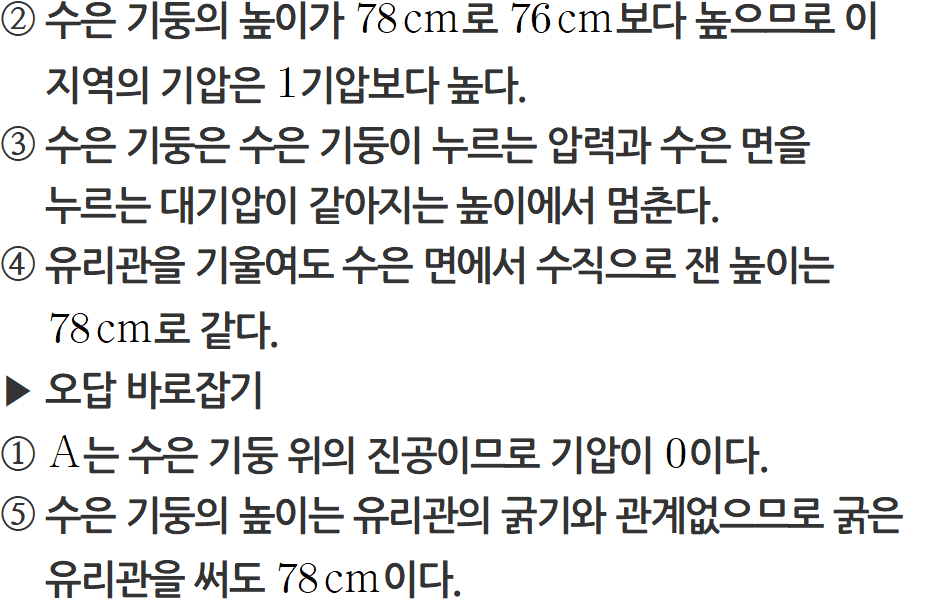 ② 수은 기둥의 높이가 78cm로 76cm보다 높으므로 이
지역의 기압은 1기압보다 높다.
③ 수은 기둥은 수은 기둥이 누르는 압력과 수은 면을
누르는 대기압이 같아지는 높이에서 멈춘다.
④ 유리관을 기울여도 수은 면에서 수직으로 잰 높이는
78cm로 같다.
▶ 오답 바로잡기
① A는 수은 기둥 위의 진공이므로 기압이 0이다.
⑤ 수은 기둥의 높이는 유리관의 굵기와 관계없으므로 굵은
유리관을 써도 78cm이다.